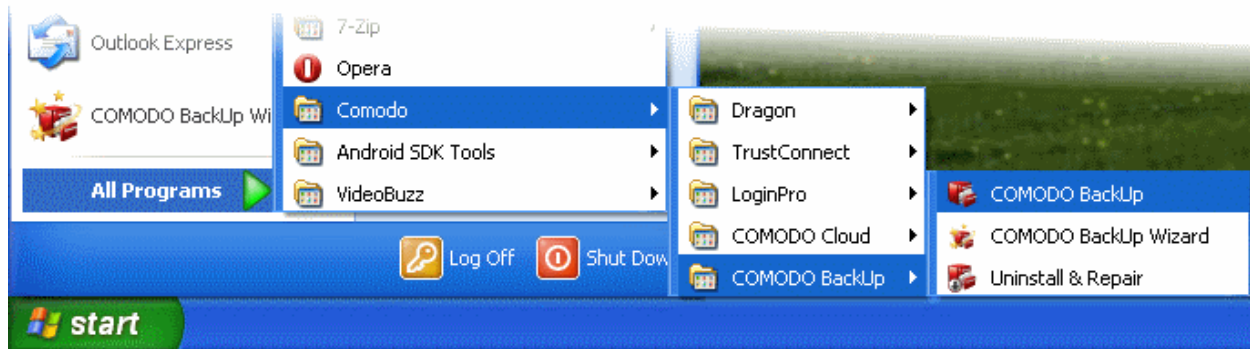 Outlook Express
COMODO BackUp Wi
All Programs
7-Zip
Opera
Comodo
Android SDK Tools
VideoBuzz
Dragon
TrustConnect
LoginPro
COMODO Cloud
COMODO BackUp
COMODO BackUp
COMODO BackUp Wizard
Uninstall & Repair
Log Off
Shut Dow
start